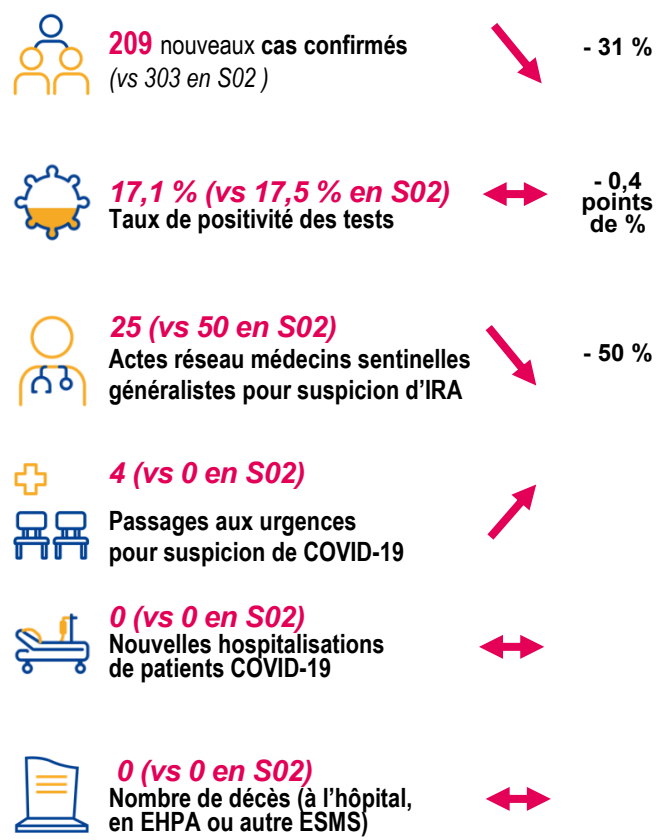 209 nouveaux cas confirmés
(vs 303 en S02 )
- 31 %
17,1 % (vs 17,5 % en S02)
Taux de positivité des tests
- 0,4
points
de %
25 (vs 50 en S02)
Actes réseau médecins sentinelles
généralistes pour suspicion d’IRA
- 50 %
4 (vs 0 en S02)
Passages aux urgences
pour suspicion de COVID-19
0 (vs 0 en S02)
Nouvelles hospitalisations
de patients COVID-19
0 (vs 0 en S02)
Nombre de décès (à l’hôpital,
en EHPA ou autre ESMS)